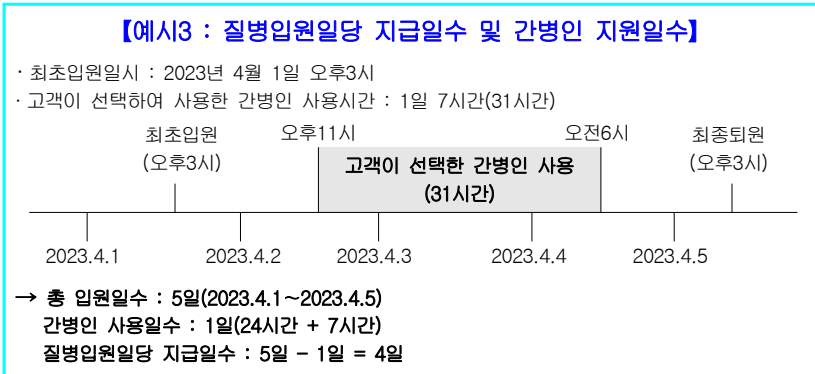 【예시3 : 질병입원일당 지급일수 및 간병인 지원일수】
· 최초입원일시 : 2023년 4월 1일 오후3시
· 고객이 선택하여 사용한 간병인 사용시간 : 1일 7시간(31시간)
최초입원 오후11시 오전6시 최종퇴원
(오후3시) 고객이 선택한 간병인 사용 (오후3시)
(31시간)
2023.4.1 2023.4.2 2023.4.3 2023.4.4 2023.4.5
→ 총 입원일수 : 5일(2023.4.1~2023.4.5)
간병인 사용일수 : 1일(24시간 + 7시간)
질병입원일당 지급일수 : 5일 - 1일 = 4일